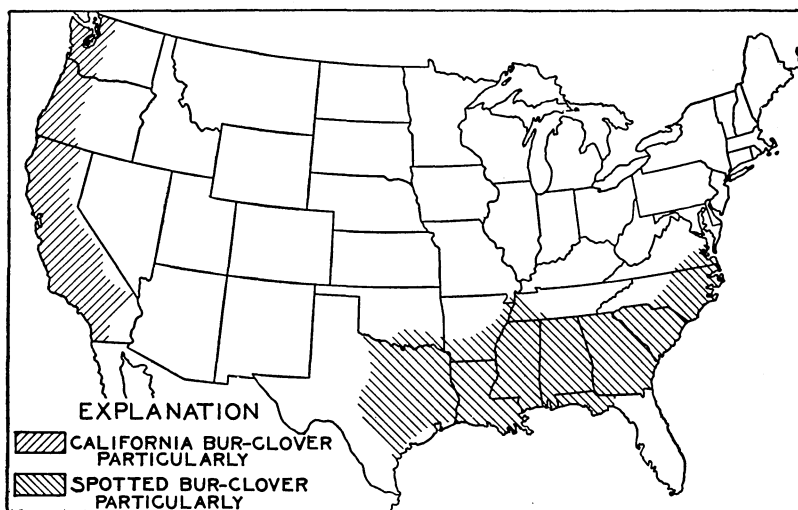 EXPLANATION
CALIFORNIA BUR-CLOVER
PARTICULARLY
SPOTTED BUR-CLOVER
PARTICULARLY